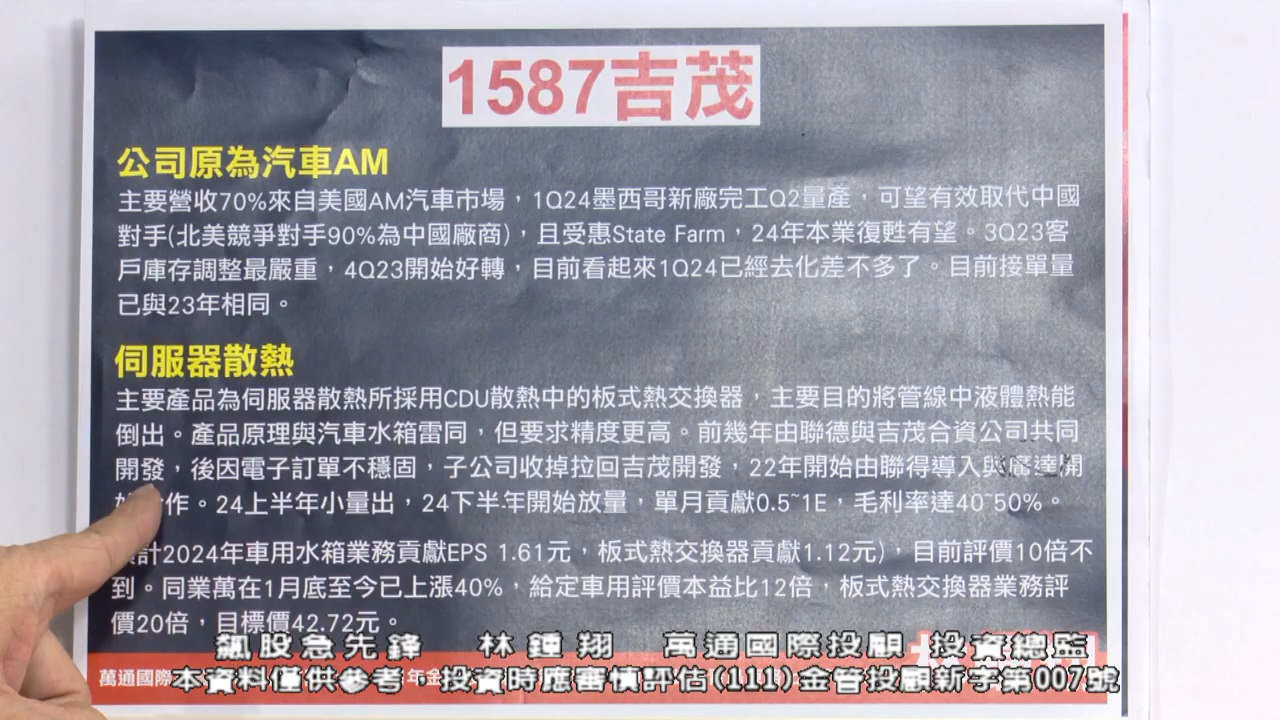 1587吉茂
公司原為汽車AM
主要營收70%來自美國AM汽車市場，1Q24墨西哥新廠完工Q2量產，可望有效取代中國
對手(北美競爭對手90%為中國廠商)，且受惠State Farm，24年本業復甦有望。3Q23客
戶庫存調整最嚴重，4Q23開始好轉，目前看起來1Q24已經去化差不多了。目前接單量
已與23年相同。
伺服器散熱
主要產品為伺服器散熱所採用CDU散熱中的板式熱交換器，主要目的將管線中液體熱能
倒出。產品原理與汽車水箱雷同，但要求精度更高。前幾年由聯德與吉茂合資公司共同
開發，後因電子訂單不穩固，子公司收掉拉回吉茂開發，22年開始由聯得導入與廣達開
作。24上半年小量出，24下半年開始放量，單月貢獻0.5~1E，毛利率達40~50%。
計2024年車用水箱業務貢獻EPS 1.61元，板式熱交換器貢獻1.12元)，目前評價10倍不
到。同業萬在1月底至今已上漲40%，給定車用評價本益比12倍，板式熱交換器業務評
價20倍，目標價42.72元。
飆股急先鋒 林鍾翔 萬通國際投顧 投資總監
萬通國際
年金
本資料僅供參考，投資時應審慎評估(111)金管投顧新字第007號